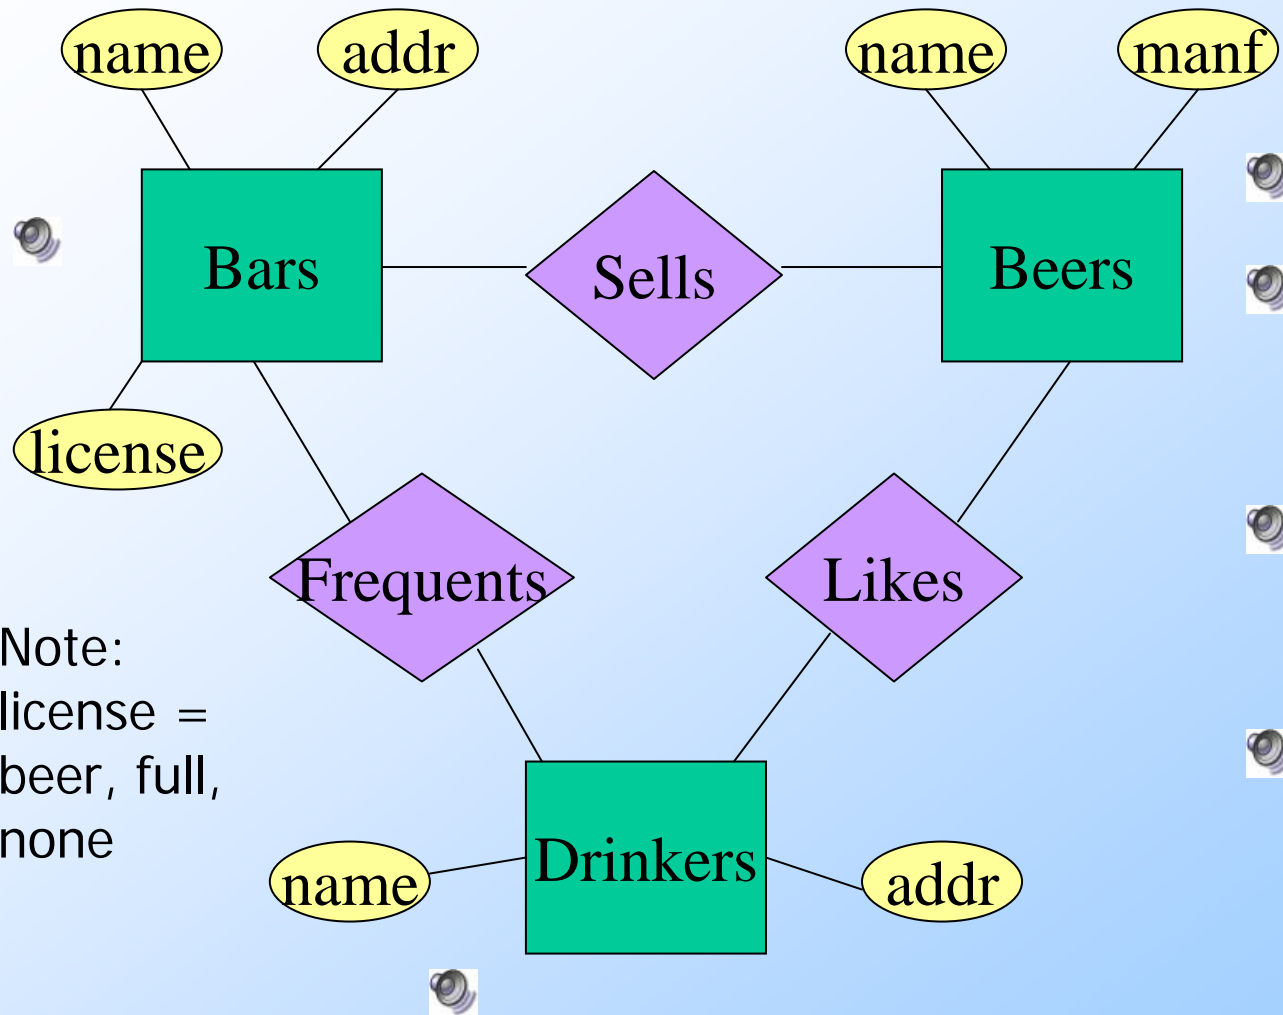 name
addr
name
manf
Bars
Sells
Beers
license
Frequents
Likes
Note:
license =
beer, full,
none
Drinkers
name
addr